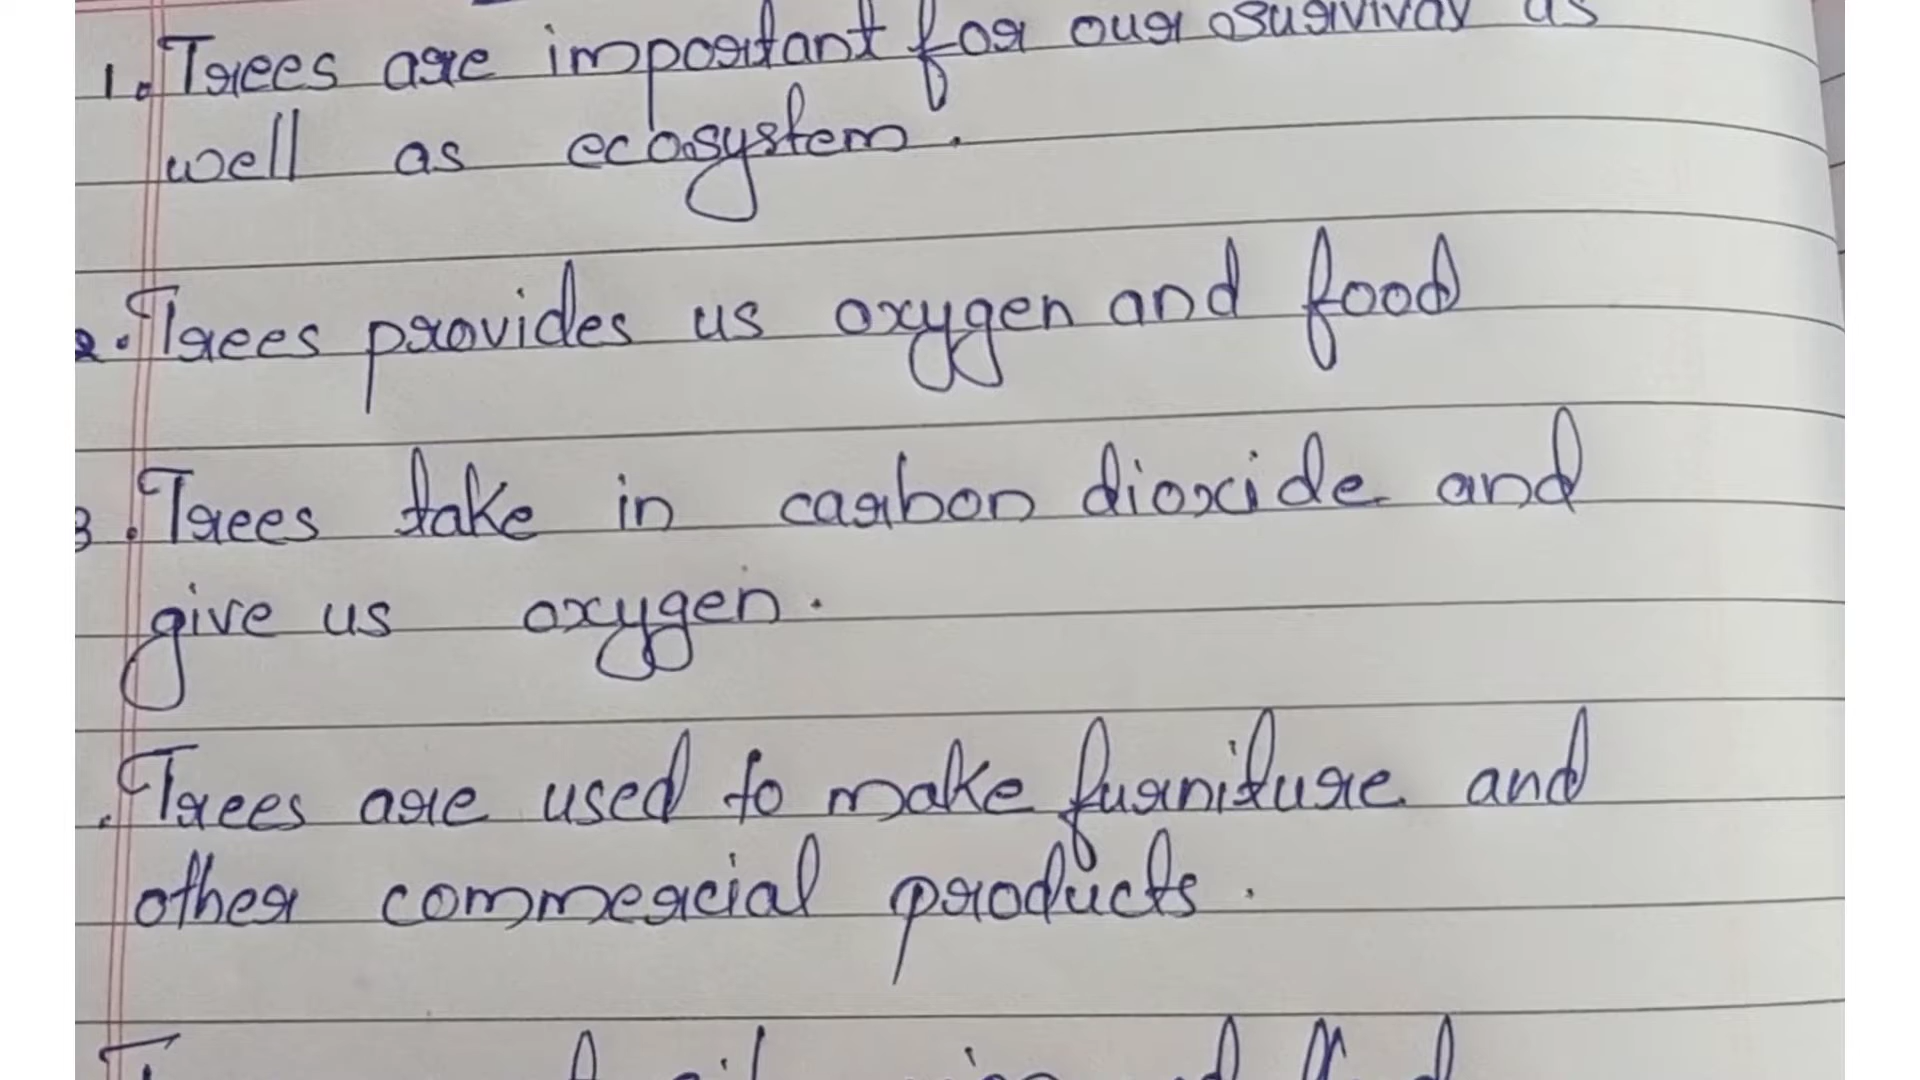 1. Trees are important for our survival as
well as ecosystem.
2. Trees provides us oxygen and food
3. Trees take in carbon dioxide and
give us oxygen.
. Trees are used to make furniture and
other commercial products.